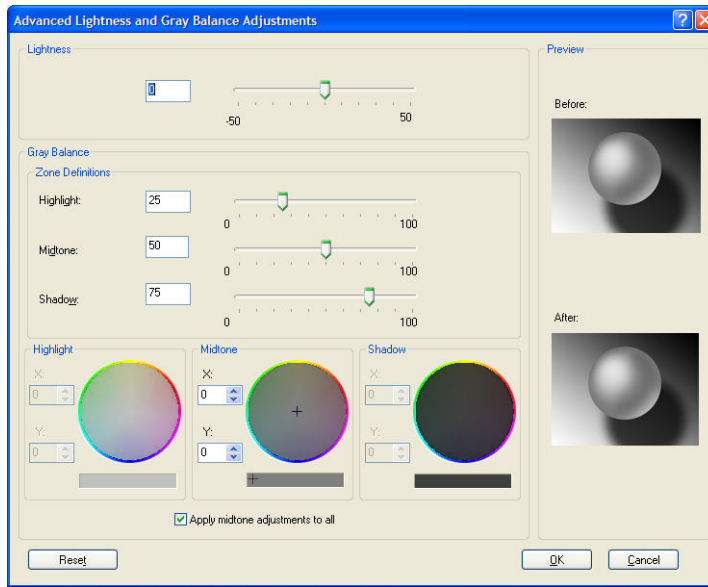 Advanced Lightness and Gray Balance Adjustments
Lightness
0
-50 50
Gray Balance
Zone Definitions
Highlight: 25
0 100
Midtone: 50
0 100
Shadow: 75
0 100
Highlight
X:
0
Y:
0
Midtone
X:
0
Y:
0
Shadow
X:
0
Y:
0
Apply midtone adjustments to all
Preview
Before:
After:
Reset OK Cancel